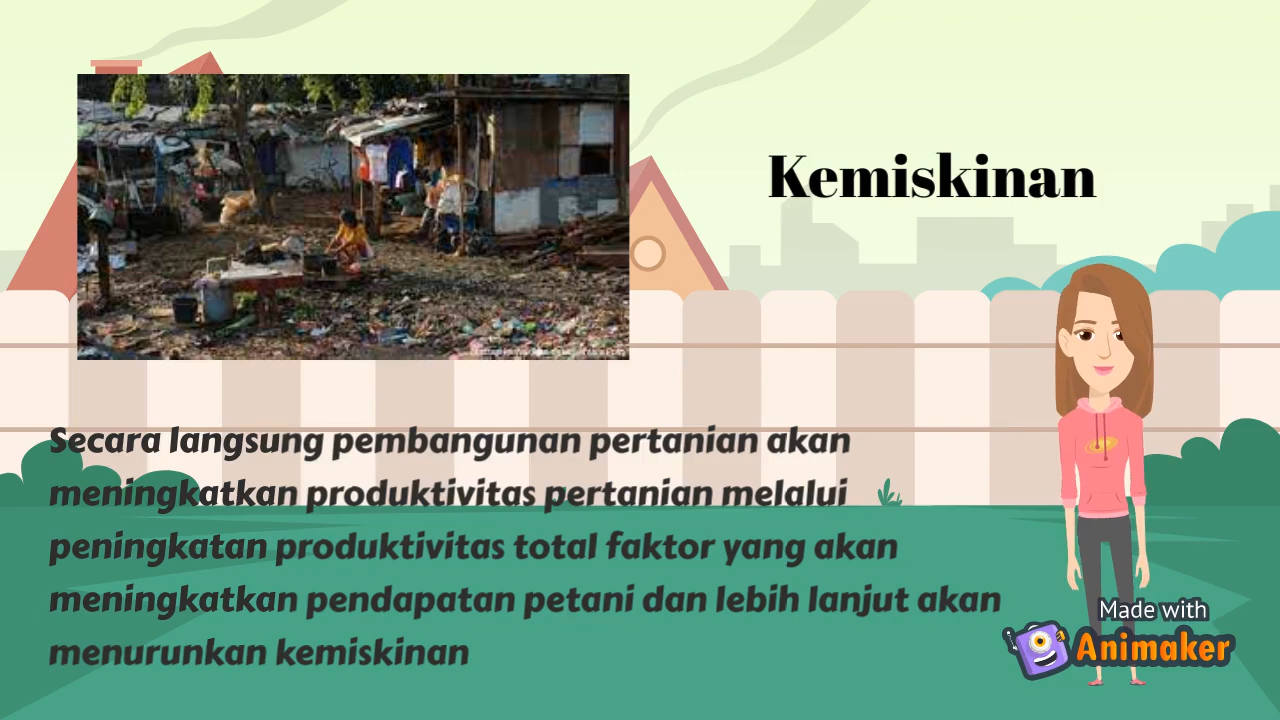 Kemiskinan
Secara langsung pembangunan pertanian akan
meningkatkan produktivitas pertanian melalui
peningkatan produktivitas total faktor yang akan
meningkatkan pendapatan petani dan lebih lanjut akan
menurunkan kemiskinan
Made with
Animaker